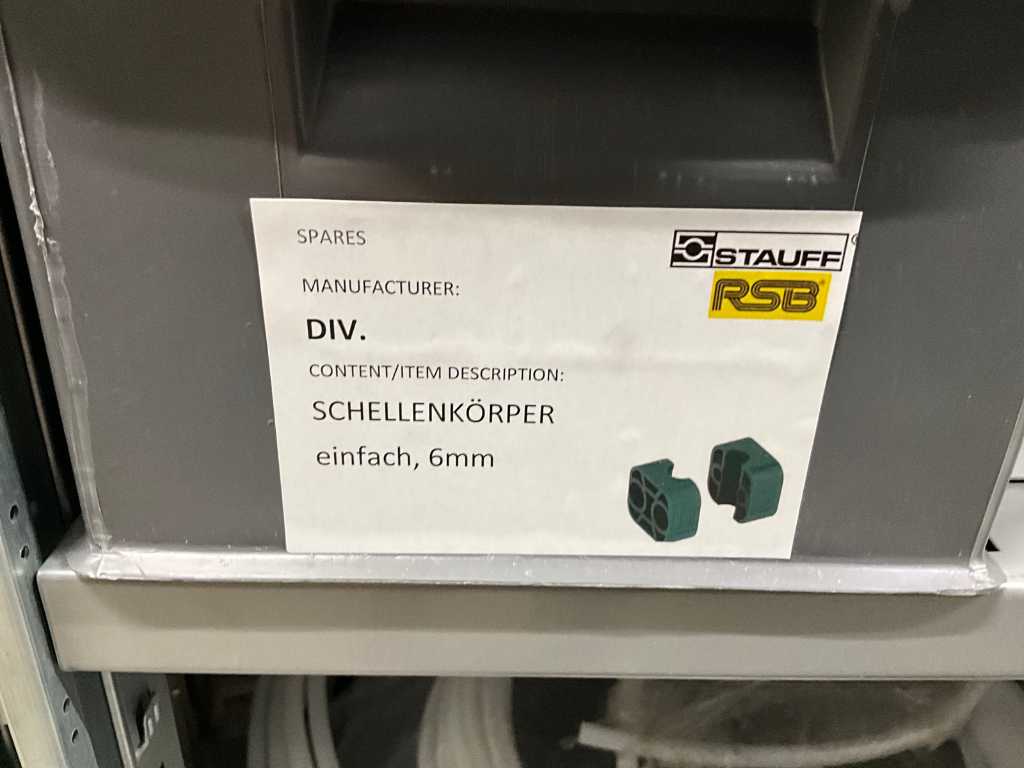 SPARES
STAUFF®
RSB®
MANUFACTURER:
DIV.
CONTENT/ITEM DESCRIPTION:
SCHELLENKÖRPER
einfach, 6mm